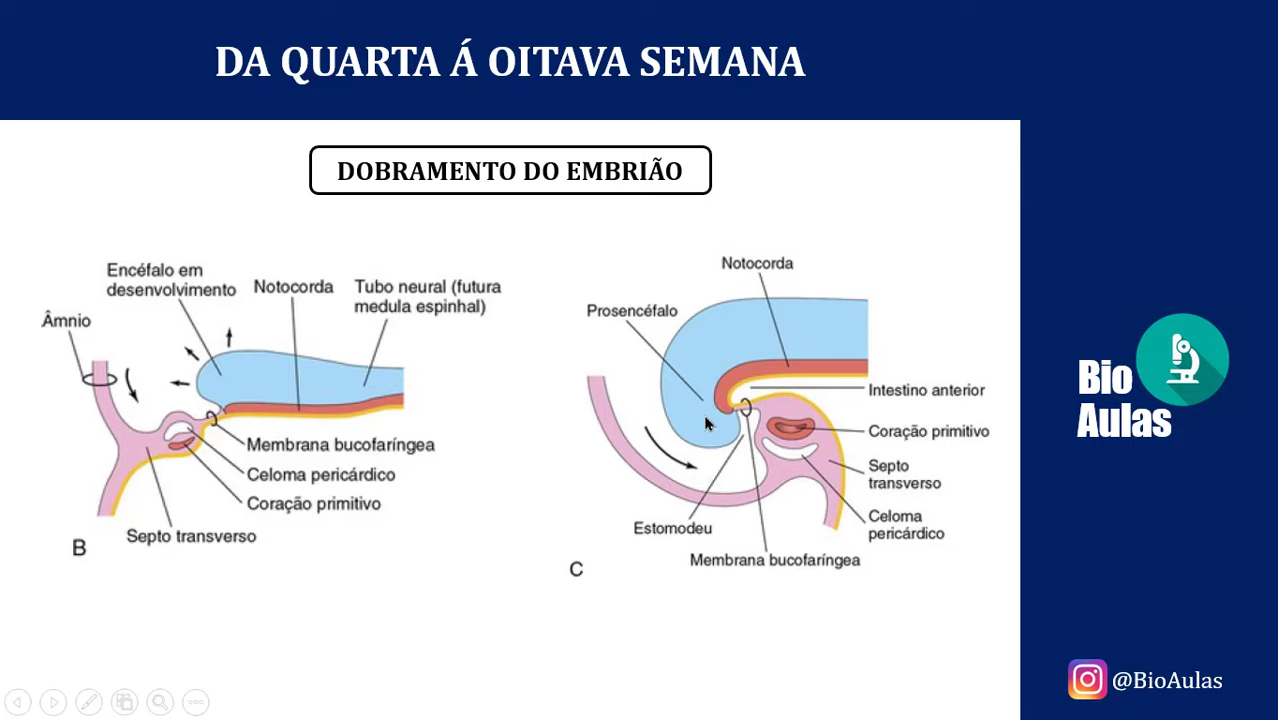 DA QUARTA Á OITAVA SEMANA
DOBRAMENTO DO EMBRIÃO
Encéfalo em
desenvolvimento
Notocorda
Tubo neural (futura
medula espinhal)
Âmnio
Membrana bucofaríngea
Celoma pericárdico
Coração primitivo
Septo transverso
B
Notocorda
Prosencéfalo
Intestino anterior
Coração primitivo
Septo
transverso
Celoma
pericárdico
Estomodeu
Membrana bucofaríngea
C
Bio
Aulas
@BioAulas